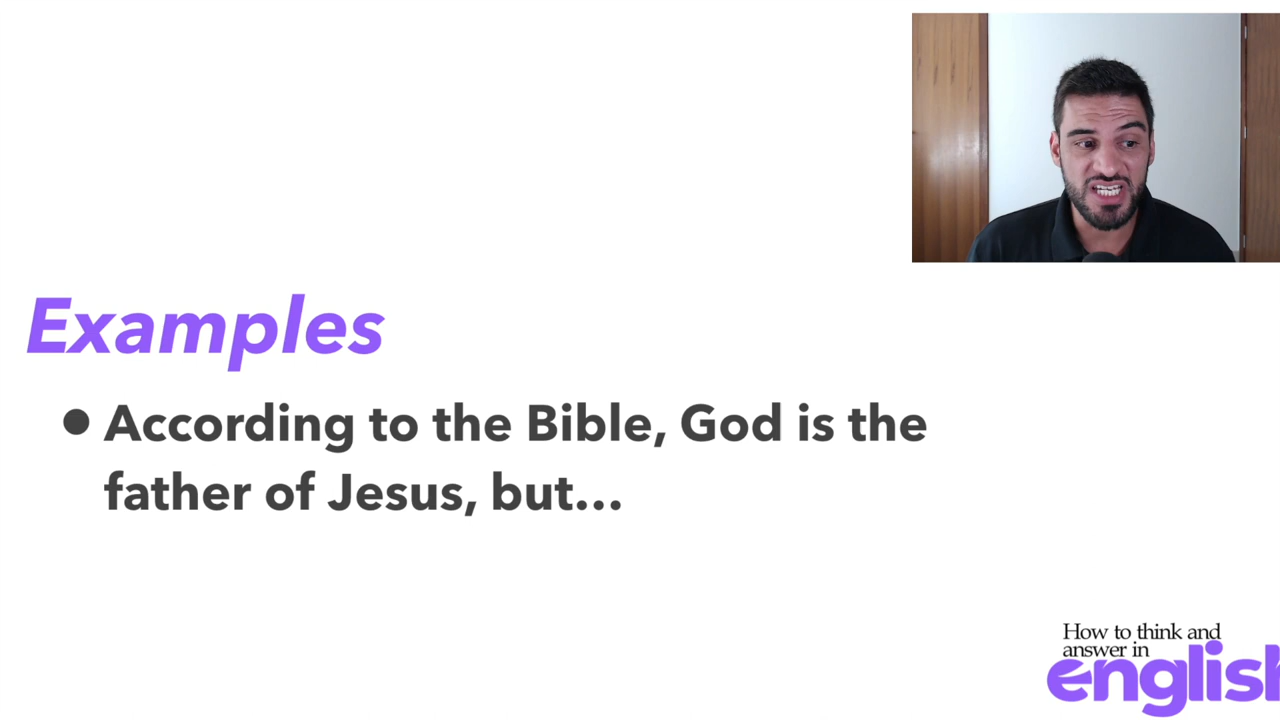 Examples
• According to the Bible, God is the
father of Jesus, but...
How to think and
answer in
english